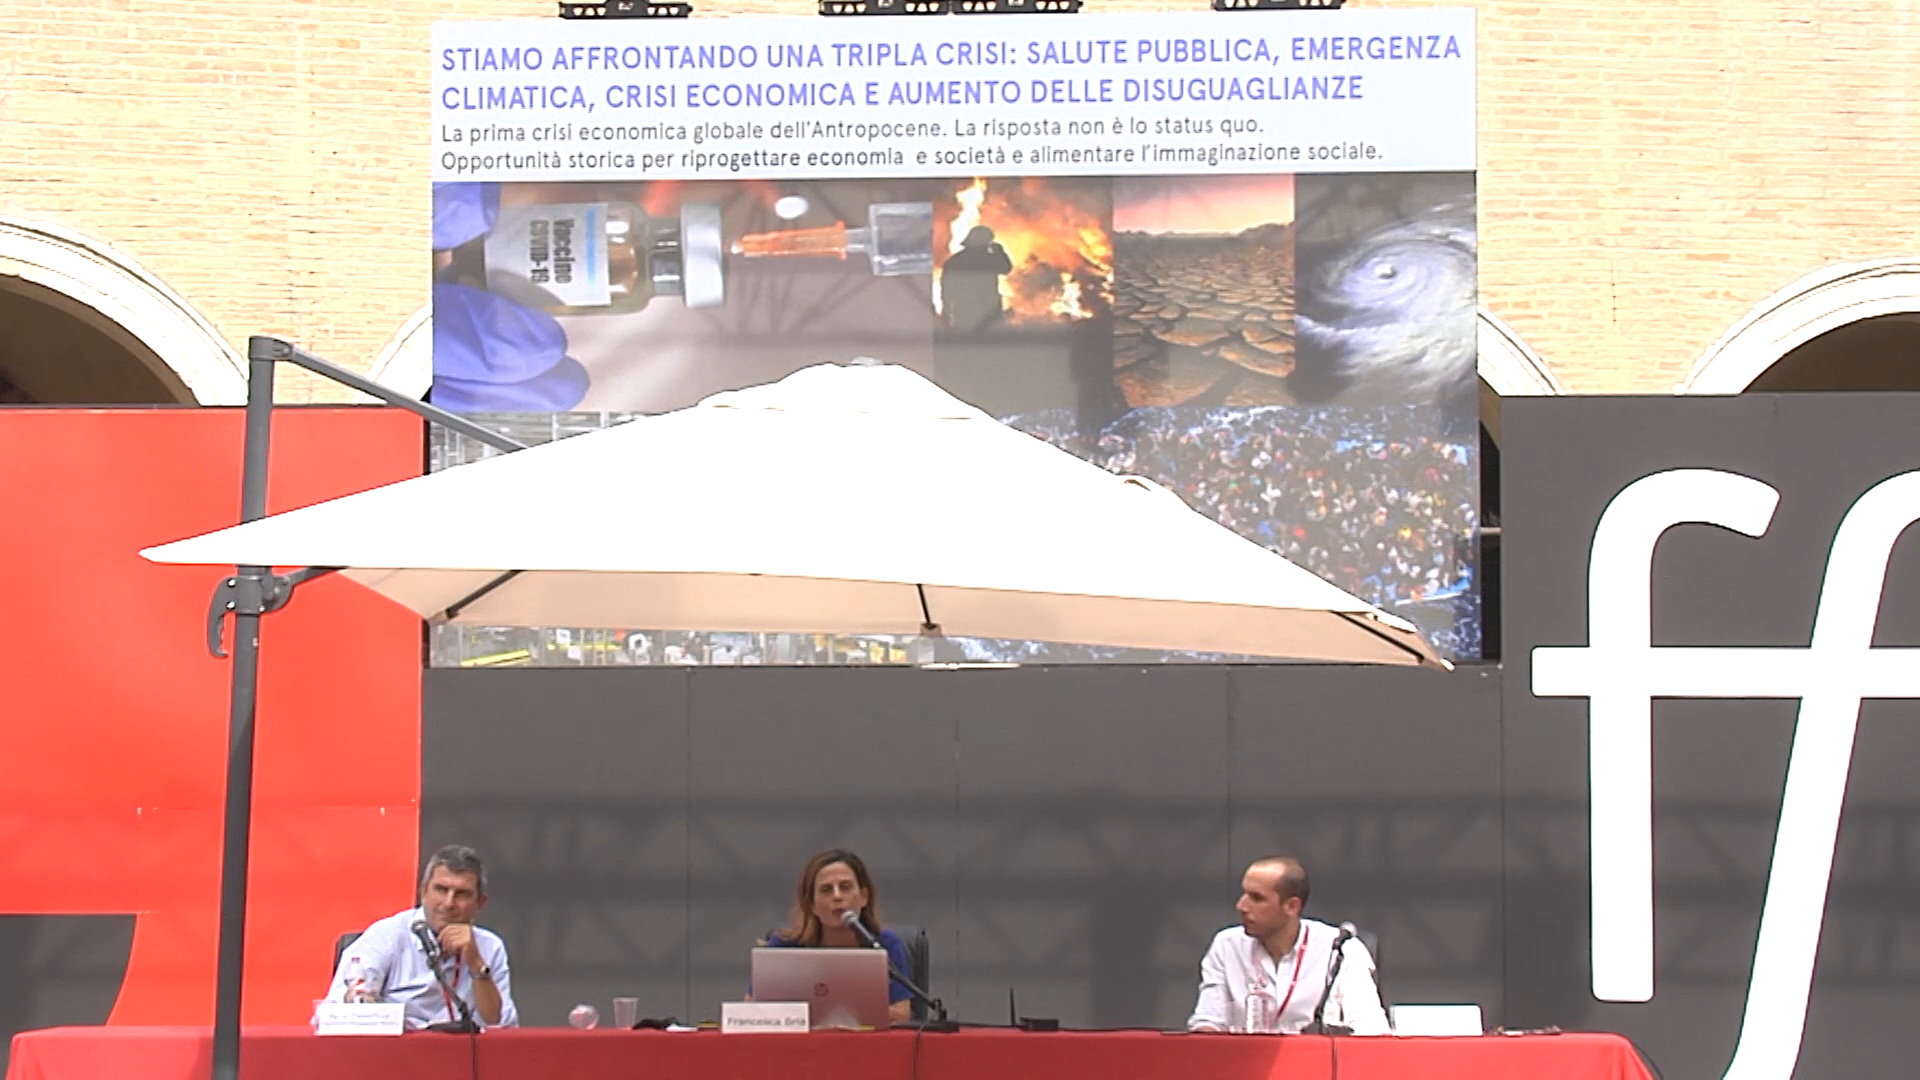 STIAMO AFFRONTANDO UNA TRIPLA CRISI: SALUTE PUBBLICA, EMERGENZA
CLIMATICA, CRISI ECONOMICA E AUMENTO DELLE DISUGUAGLIANZE
La prima crisi economica globale dell'Antropocene. La risposta non è lo status quo.
Opportunità storica per riprogettare economia e società e alimentare l'immaginazione sociale.
Vaccine
COVID-19
ff
Francesca Bria